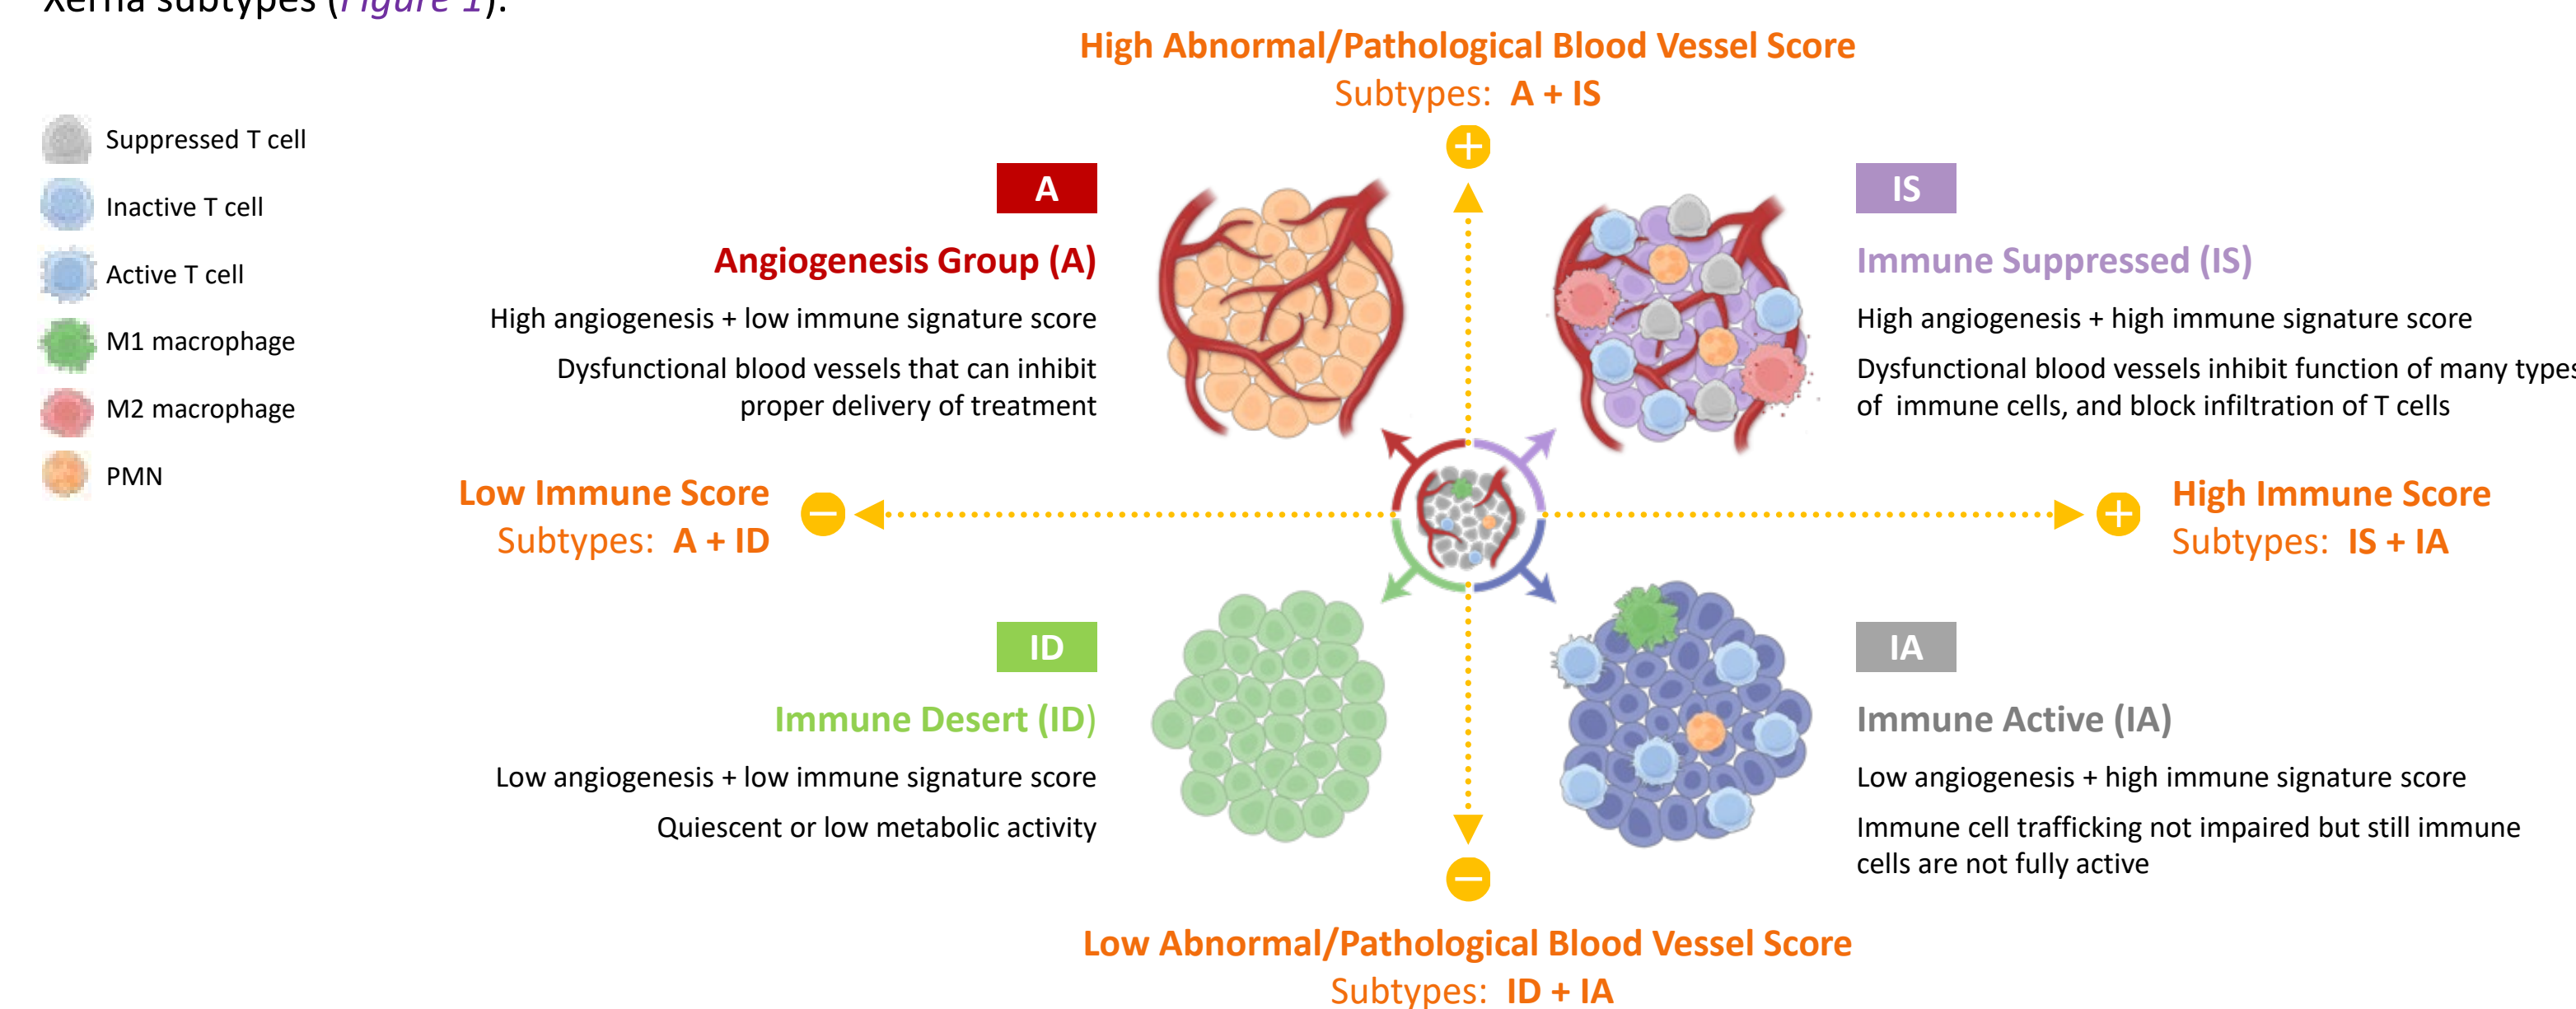 Xerna subtypes (Figure 1).
High Abnormal/Pathological Blood Vessel Score
Subtypes: A + IS
Suppressed T cell
Inactive T cell
Active T cell
M1 macrophage
M2 macrophage
PMN
A
Angiogenesis Group (A)
High angiogenesis + low immune signature score
Dysfunctional blood vessels that can inhibit
proper delivery of treatment
IS
Immune Suppressed (IS)
High angiogenesis + high immune signature score
Dysfunctional blood vessels inhibit function of many types
of immune cells, and block infiltration of T cells
Low Immune Score
Subtypes: A + ID
High Immune Score
Subtypes: IS + IA
ID
Immune Desert (ID)
Low angiogenesis + low immune signature score
Quiescent or low metabolic activity
IA
Immune Active (IA)
Low angiogenesis + high immune signature score
Immune cell trafficking not impaired but still immune
cells are not fully active
Low Abnormal/Pathological Blood Vessel Score
Subtypes: ID + IA